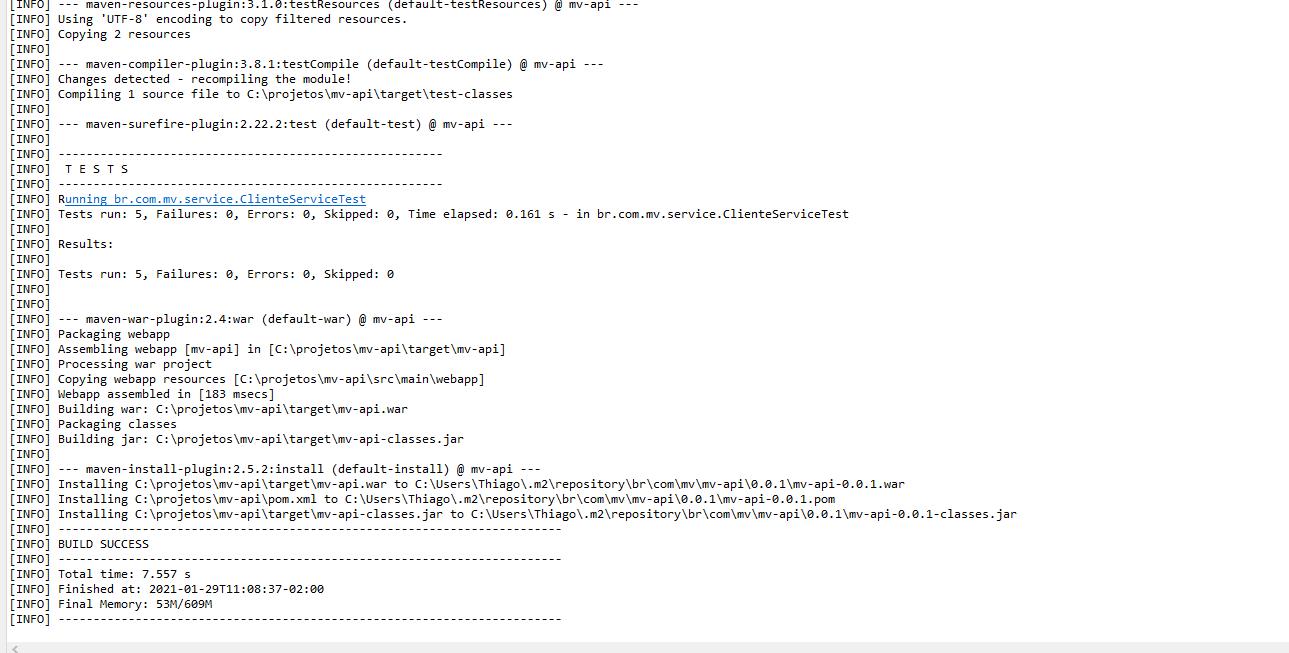 [INFO] --- maven-resources-plugin:3.1.0:testResources (default-testResources) @ mv-api ---
[INFO] Using 'UTF-8' encoding to copy filtered resources.
[INFO] Copying 2 resources
[INFO]
[INFO] --- maven-compiler-plugin:3.8.1:testCompile (default-testCompile) @ mv-api ---
[INFO] Changes detected - recompiling the module!
[INFO] Compiling 1 source file to C:\projetos\mv-api\target\test-classes
[INFO]
[INFO] --- maven-surefire-plugin:2.22.2:test (default-test) @ mv-api ---
[INFO]
[INFO] -------------------------------------------------------
[INFO]  T E S T S
[INFO] -------------------------------------------------------
[INFO] Running br.com.mv.service.ClienteServiceTest
[INFO] Tests run: 5, Failures: 0, Errors: 0, Skipped: 0, Time elapsed: 0.161 s - in br.com.mv.service.ClienteServiceTest
[INFO]
[INFO] Results:
[INFO]
[INFO] Tests run: 5, Failures: 0, Errors: 0, Skipped: 0
[INFO]
[INFO]
[INFO] --- maven-war-plugin:2.4:war (default-war) @ mv-api ---
[INFO] Packaging webapp
[INFO] Assembling webapp [mv-api] in [C:\projetos\mv-api\target\mv-api]
[INFO] Processing war project
[INFO] Copying webapp resources [C:\projetos\mv-api\src\main\webapp]
[INFO] Webapp assembled in [183 msecs]
[INFO] Building war: C:\projetos\mv-api\target\mv-api.war
[INFO] Packaging classes
[INFO] Building jar: C:\projetos\mv-api\target\mv-api-classes.jar
[INFO]
[INFO] --- maven-install-plugin:2.5.2:install (default-install) @ mv-api ---
[INFO] Installing C:\projetos\mv-api\target\mv-api.war to C:\Users\Thiago\.m2\repository\br\com\mv\mv-api\0.0.1\mv-api-0.0.1.war
[INFO] Installing C:\projetos\mv-api\pom.xml to C:\Users\Thiago\.m2\repository\br\com\mv\mv-api\0.0.1\mv-api-0.0.1.pom
[INFO] Installing C:\projetos\mv-api\target\mv-api-classes.jar to C:\Users\Thiago\.m2\repository\br\com\mv\mv-api\0.0.1\mv-api-0.0.1-classes.jar
[INFO] ------------------------------------------------------------------------
[INFO] BUILD SUCCESS
[INFO] ------------------------------------------------------------------------
[INFO] Total time: 7.557 s
[INFO] Finished at: 2021-01-29T11:08:37-02:00
[INFO] Final Memory: 53M/609M
[INFO] ------------------------------------------------------------------------